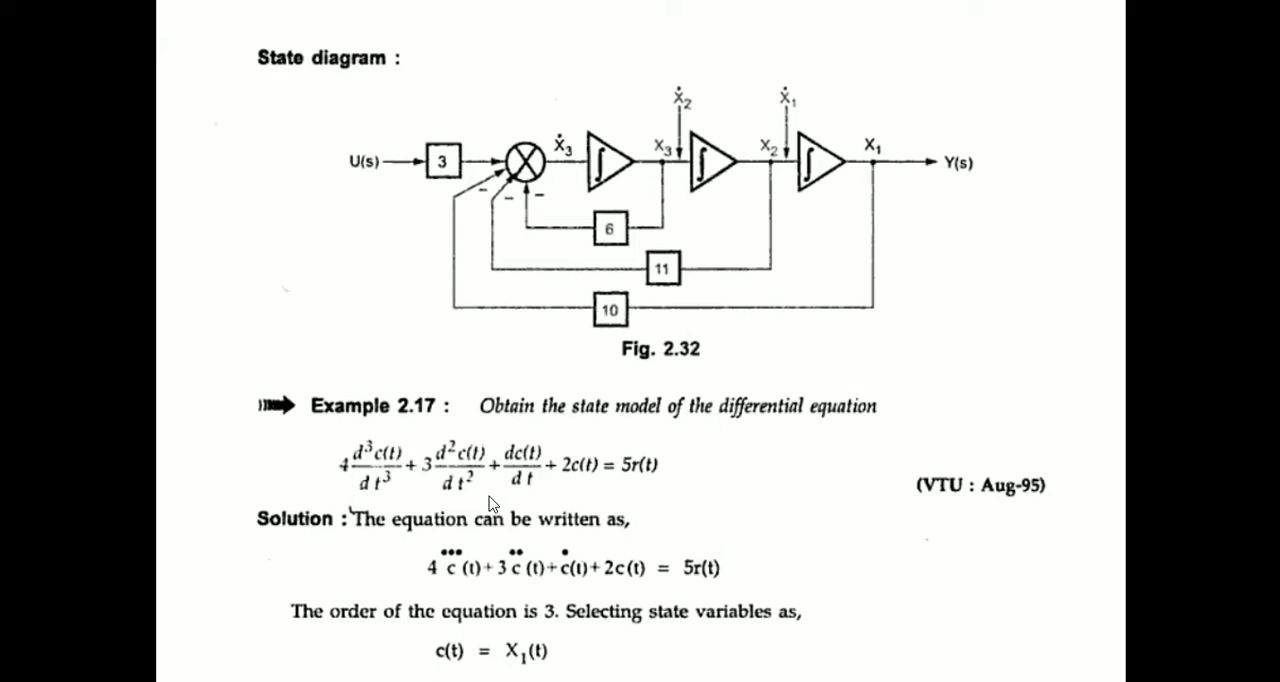 State diagram :
Ẋ2 Ẋ1
U(s) 3 Ẋ3 ∫ X3 ∫ X2 ∫ X1 Y(s)
− − −
6
11
10
Fig. 2.32
Example 2.17 : Obtain the state model of the differential equation
4 d³c(t)/dt³ + 3 d²c(t)/dt² + dc(t)/dt + 2c(t) = 5r(t)
(VTU : Aug-95)
Solution : The equation can be written as,
4 c⃛(t) + 3 c̈(t) + ċ(t) + 2c(t) = 5r(t)
The order of the equation is 3. Selecting state variables as,
c(t) = X1(t)